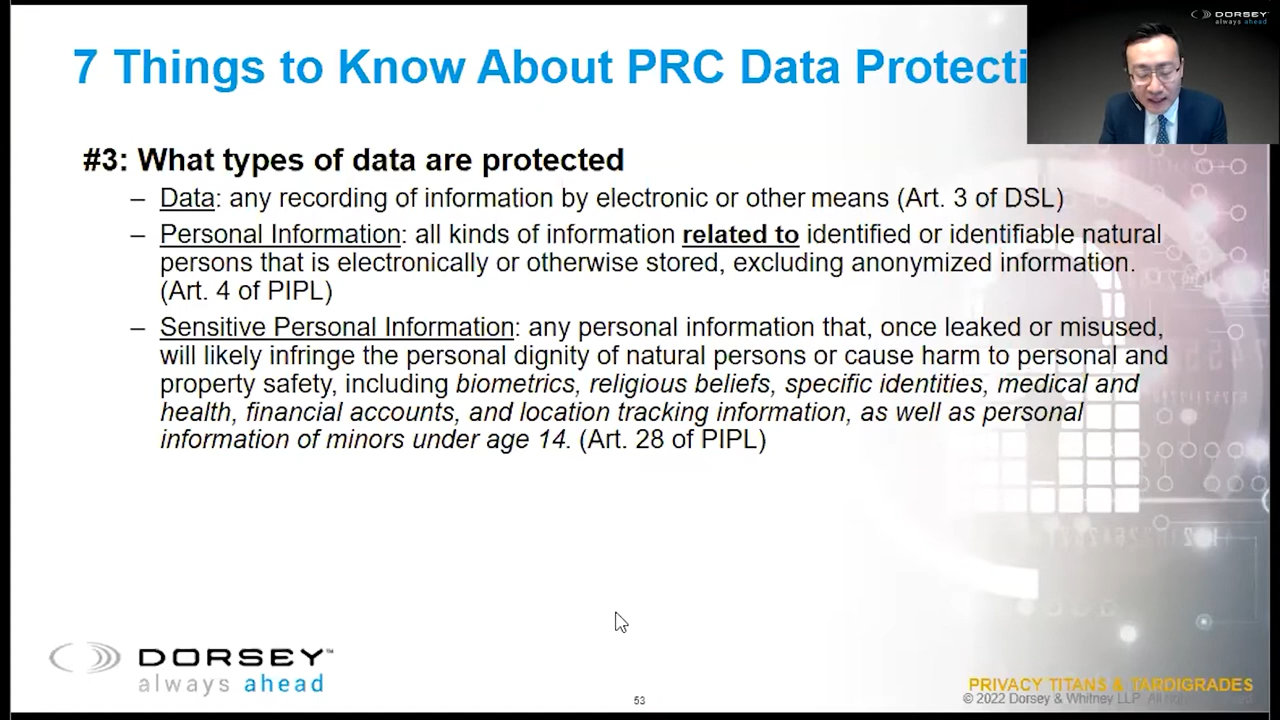 DORSEY
always ahead
7 Things to Know About PRC Data Protecti
#3: What types of data are protected
– Data: any recording of information by electronic or other means (Art. 3 of DSL)
– Personal Information: all kinds of information related to identified or identifiable natural
persons that is electronically or otherwise stored, excluding anonymized information.
(Art. 4 of PIPL)
– Sensitive Personal Information: any personal information that, once leaked or misused,
will likely infringe the personal dignity of natural persons or cause harm to personal and
property safety, including biometrics, religious beliefs, specific identities, medical and
health, financial accounts, and location tracking information, as well as personal
information of minors under age 14. (Art. 28 of PIPL)
DORSEY™
always ahead
53
PRIVACY TITANS & TARDIGRADES
© 2022 Dorsey & Whitney LLP. All rights